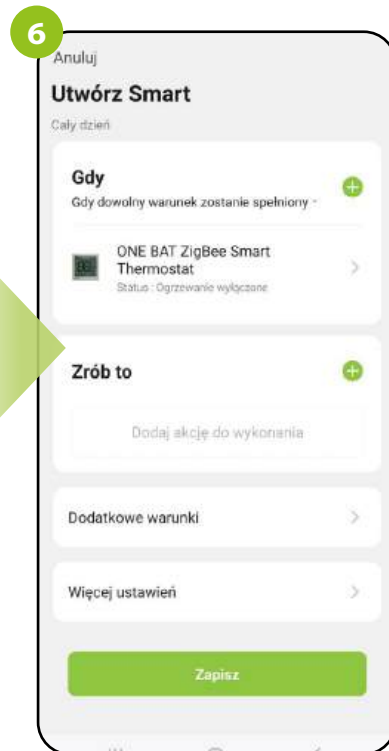 6
Anuluj
Utwórz Smart
Cały dzień
Gdy
Gdy dowolny warunek zostanie spełniony
ONE BAT ZigBee Smart
Thermostat
Status : Ogrzewanie wyłączone
Zrób to
Dodaj akcję do wykonania
Dodatkowe warunki
Więcej ustawień
Zapisz